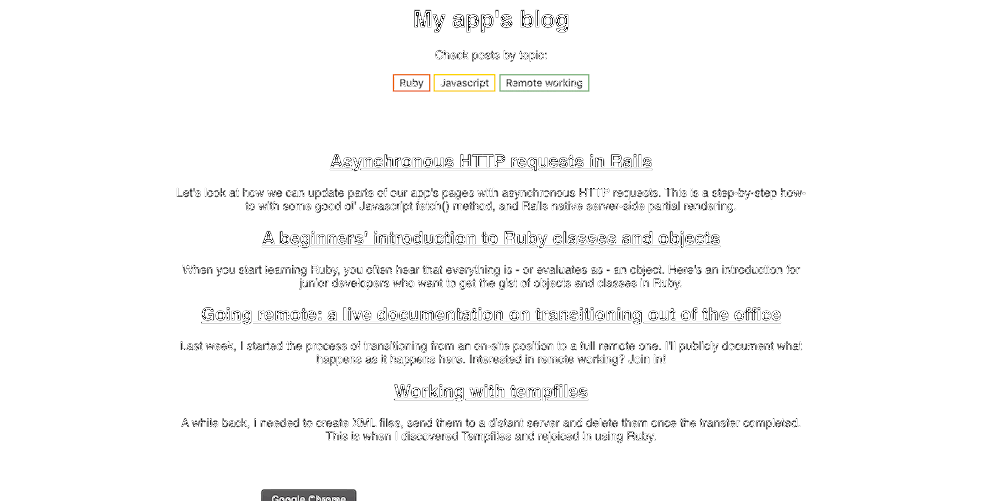 My app's blog
Check posts by topic:
Ruby Javascript Remote working
Asynchronous HTTP requests in Rails
Let's look at how we can update parts of our app's pages with asynchronous HTTP requests. This is a step-by-step how-
to with some good ol' Javascript fetch() method, and Rails native server-side partial rendering.
A beginners' introduction to Ruby classes and objects
When you start learning Ruby, you often hear that everything is - or evaluates as - an object. Here's an introduction for
junior developers who want to get the gist of objects and classes in Ruby.
Going remote: a live documentation on transitioning out of the office
Last week, I started the process of transitioning from an on-site position to a full remote one. I'll publicly document what
happens as it happens here. Interested in remote working? Join in!
Working with tempfiles
A while back, I needed to create XML files, send them to a distant server and delete them once the transfer completed.
This is when I discovered Tempfiles and rejoiced in using Ruby.
Google Chrome